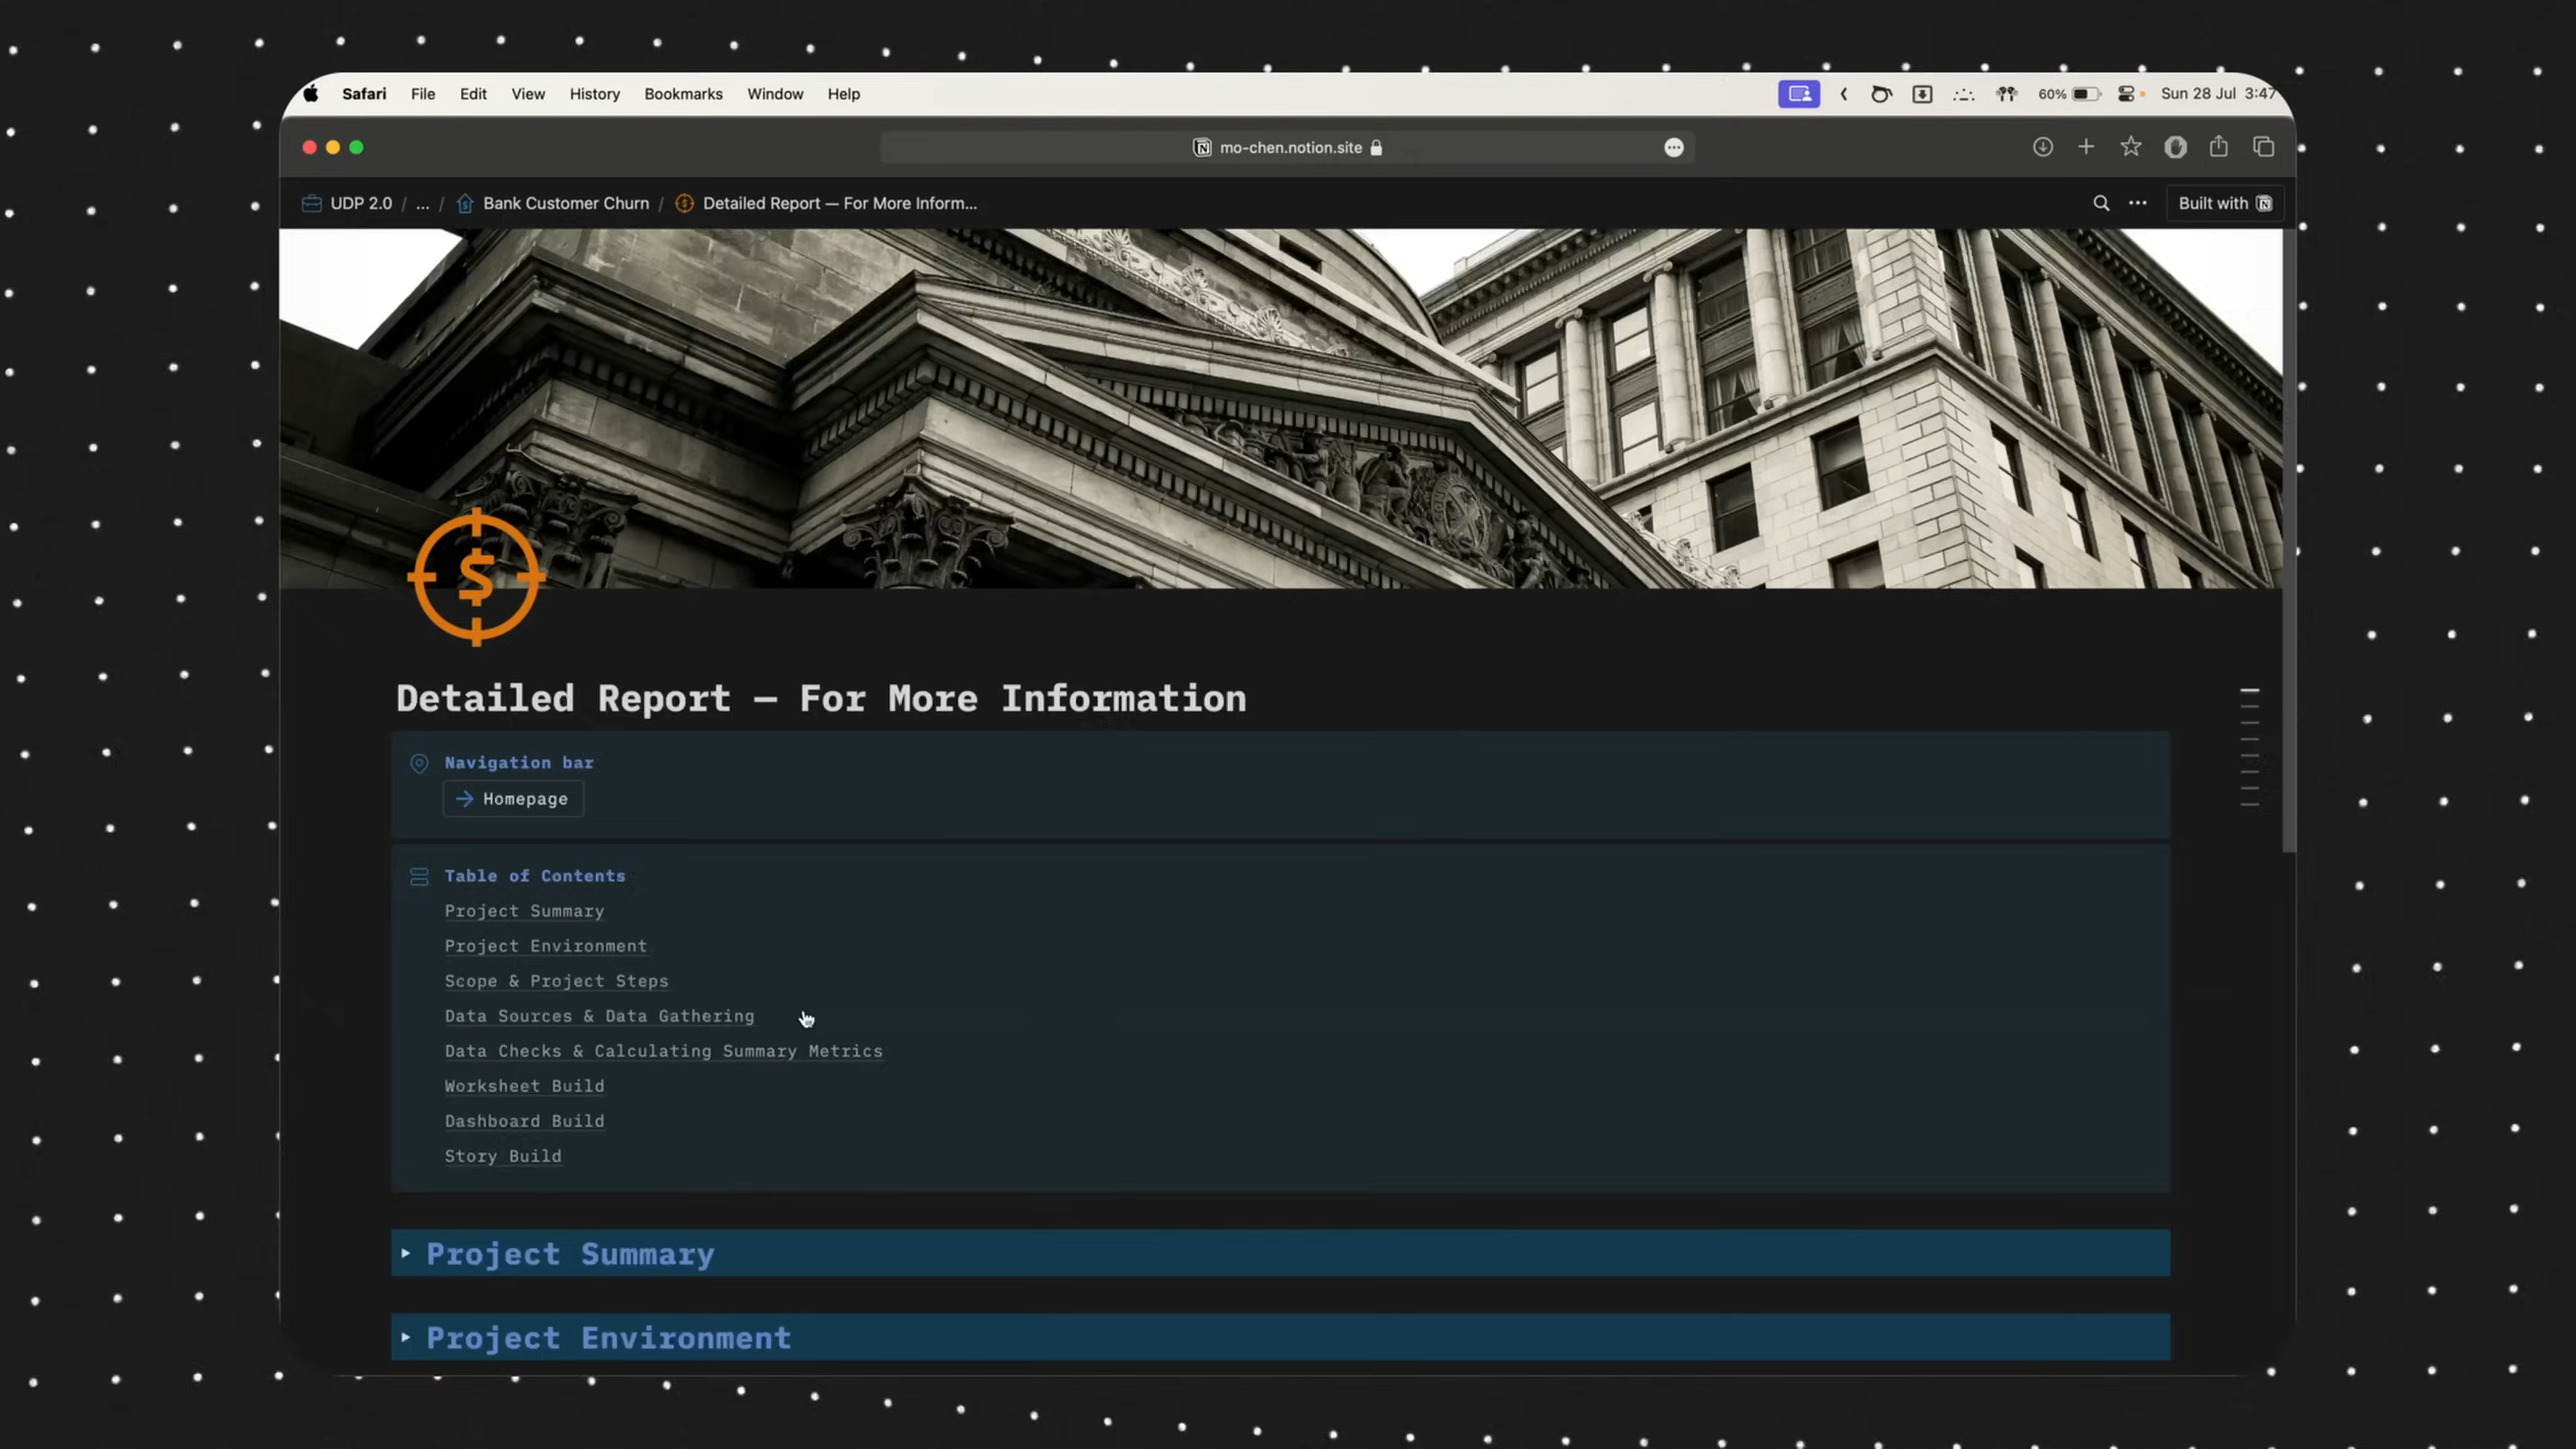 Safari File Edit View History Bookmarks Window Help 60% Sun 28 Jul 3:47
mo-chen.notion.site
UDP 2.0 / ... / Bank Customer Churn / Detailed Report — For More Inform... Built with
Detailed Report — For More Information
Navigation bar
Homepage
Table of Contents
Project Summary
Project Environment
Scope & Project Steps
Data Sources & Data Gathering
Data Checks & Calculating Summary Metrics
Worksheet Build
Dashboard Build
Story Build
Project Summary
Project Environment